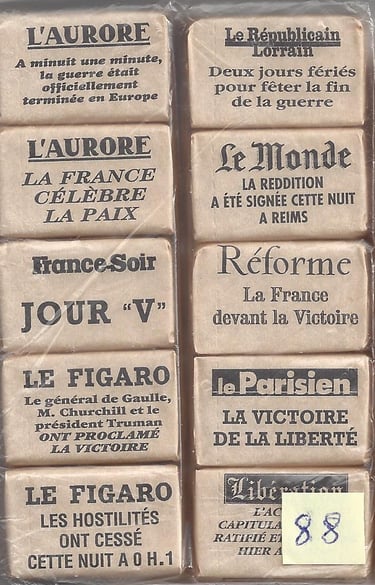 L'AURORE
A minuit une minute,
la guerre était
officiellement
terminée en Europe
Le Républicain
Lorrain
Deux jours fériés
pour fêter la fin
de la guerre
L'AURORE
LA FRANCE
CÉLÈBRE
LA PAIX
Le Monde
LA REDDITION
A ÉTÉ SIGNÉE CETTE NUIT
A REIMS
France-Soir
JOUR "V"
Réforme
La France
devant la Victoire
LE FIGARO
Le général de Gaulle,
M. Churchill et le
président Truman
ONT PROCLAMÉ
LA VICTOIRE
le Parisien
LA VICTOIRE
DE LA LIBERTÉ
LE FIGARO
LES HOSTILITÉS
ONT CESSÉ
CETTE NUIT A 0 H.1
Libération
L'AC
CAPITULA
RATIFIÉ ET
HIER A
88